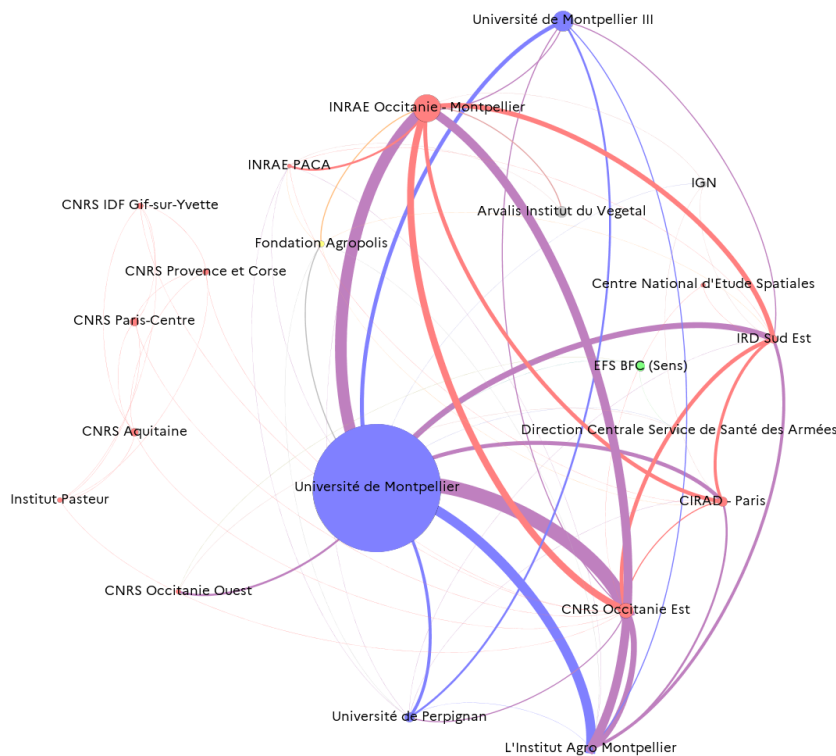 Université de Montpellier III
INRAE Occitanie - Montpellier
INRAE PACA
IGN
CNRS IDF Gif-sur-Yvette
Arvalis Institut du Vegetal
Fondation Agropolis
CNRS Provence et Corse
Centre National d'Etude Spatiales
CNRS Paris-Centre
IRD Sud Est
EFS BFC (Sens)
CNRS Aquitaine
Direction Centrale Service de Santé des Armées
Université de Montpellier
Institut Pasteur
CIRAD - Paris
CNRS Occitanie Ouest
CNRS Occitanie Est
Université de Perpignan
L'Institut Agro Montpellier